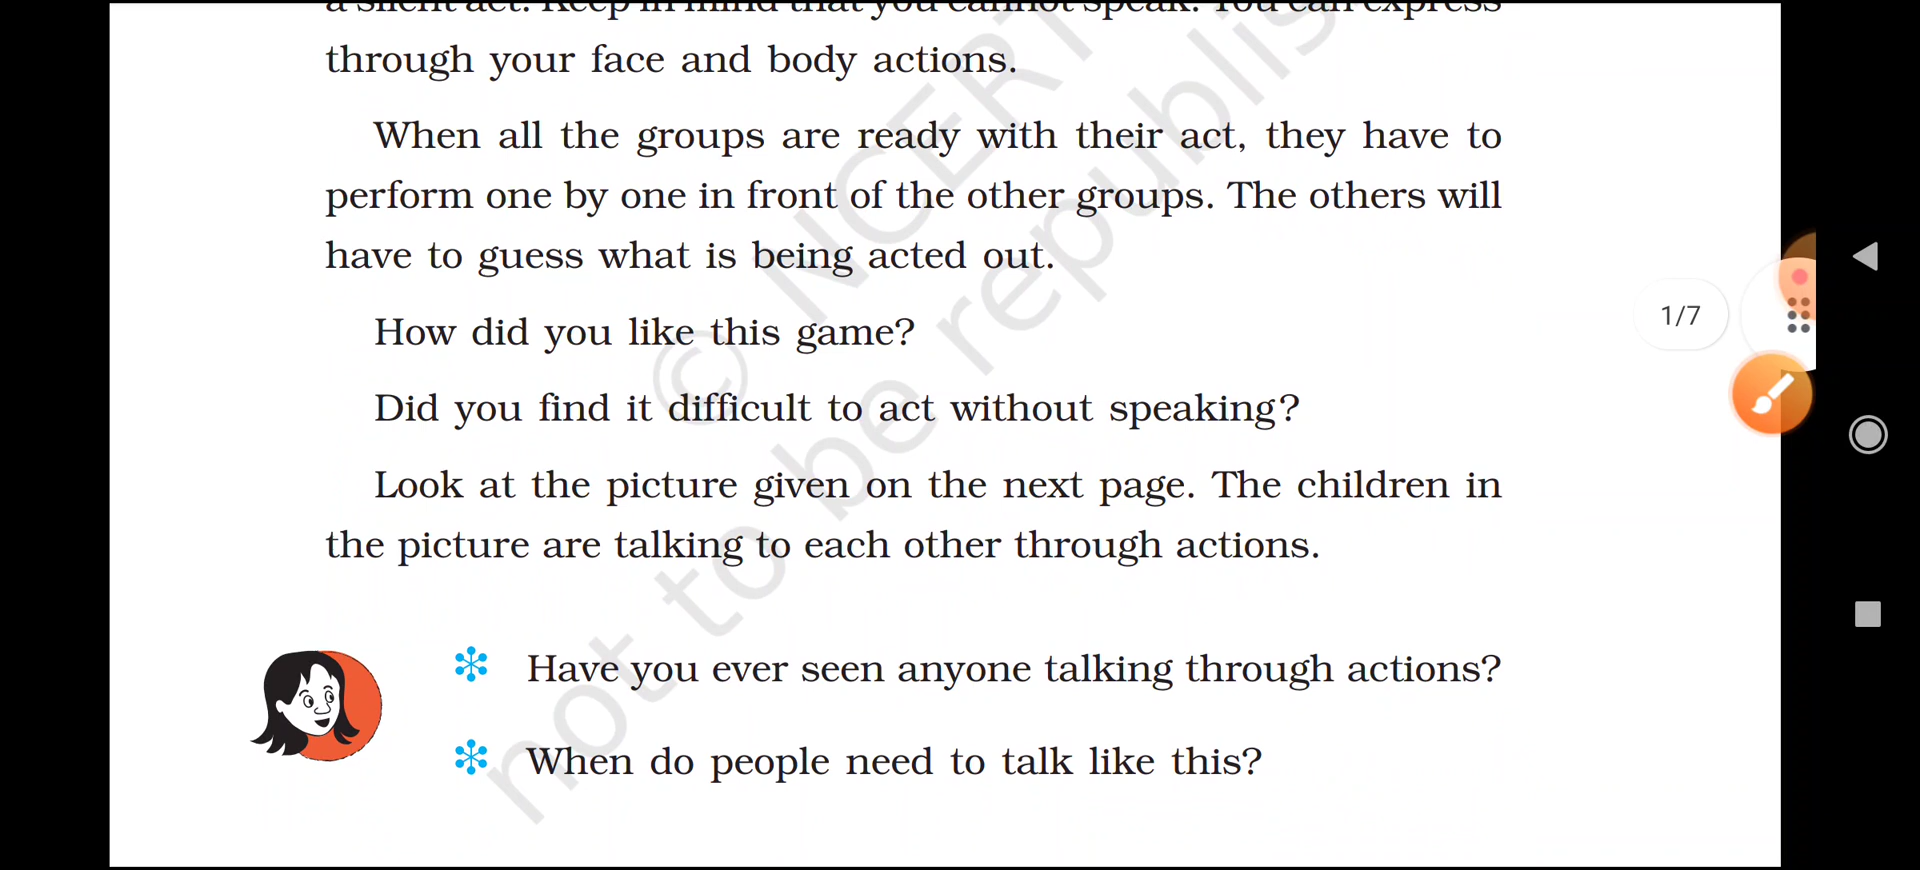 a silent act. Keep in mind that you cannot speak. You can express
through your face and body actions.
When all the groups are ready with their act, they have to
perform one by one in front of the other groups. The others will
have to guess what is being acted out.
How did you like this game?
Did you find it difficult to act without speaking?
Look at the picture given on the next page. The children in
the picture are talking to each other through actions.
Have you ever seen anyone talking through actions?
When do people need to talk like this?
1/7
© NCERT
not to be republis